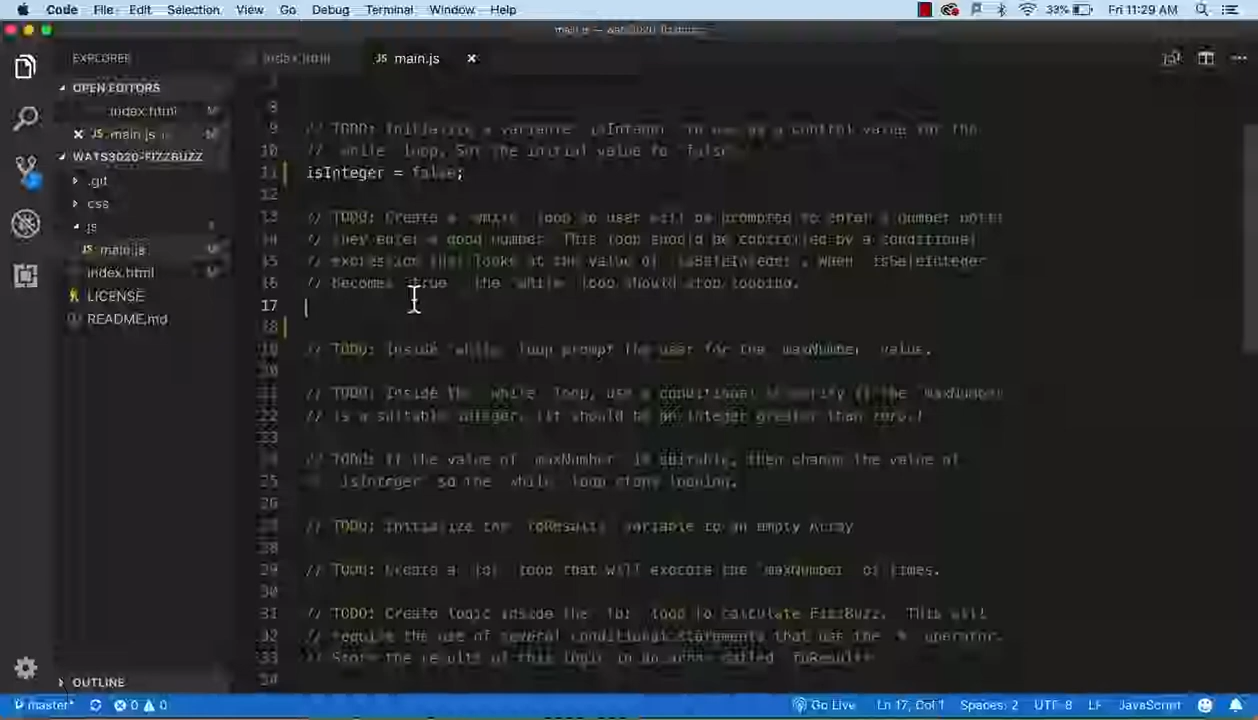 Code File Edit Selection View Go Debug Terminal Window Help 33% Fri 11:29 AM
main.js — wats3020-fizzbuzz
EXPLORER index.html JS main.js
OPEN EDITORS
index.html M
JS main.js M
WATS3020-FIZZBUZZ
.git
css
js
JS main.js M
index.html M
LICENSE
README.md
OUTLINE
8
9 // TODO: Initialize a variable `isInteger` to use as a control value for the
10 // `while` loop. Set the initial value to `false`
11 isInteger = false;
12
13 // TODO: Create a `while` loop so user will be prompted to enter a number until
14 // they enter a good number. This loop should be controlled by a conditional
15 // expression that looks at the value of `isSafeInteger`. When `isSafeInteger`
16 // becomes `true` the `while` loop should stop looping.
17
18
19 // TODO: Inside `while` loop prompt the user for the `maxNumber` value.
20
21 // TODO: Inside the `while` loop, use a conditional to verify if the `maxNumber`
22 // is a suitable integer. (It should be an integer greater than zero.)
23
24 // TODO: If the value of `maxNumber` is suitable, then change the value of
25 // `isInteger` so the `while` loop stops looping.
26
27 // TODO: Initialize the `fbResults` variable to an empty Array
28
29 // TODO: Create a `for` loop that will execute the `maxNumber` of times.
30
31 // TODO: Create logic inside the `for` loop to calculate FizzBuzz. This will
32 // require the use of several conditional statements that use the `%` operator.
33 // Store the results of this logic in an array called `fbResults`
34
master* 0 0 Go Live Ln 17, Col 1 Spaces: 2 UTF-8 LF JavaScript